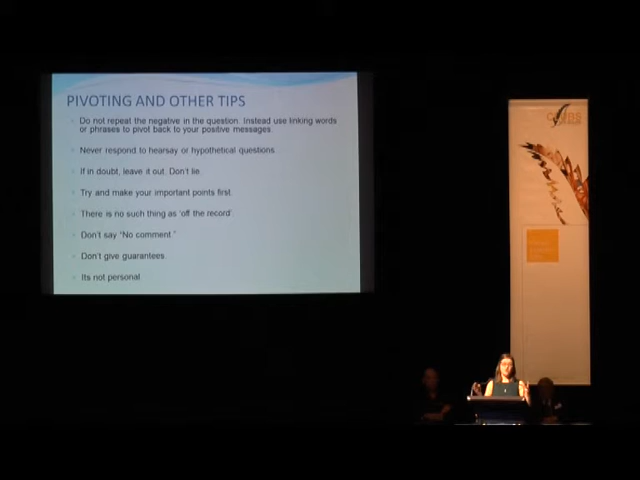 PIVOTING AND OTHER TIPS
Do not repeat the negative in the question. Instead use linking words
or phrases to pivot back to your positive messages.
Never respond to hearsay or hypothetical questions.
If in doubt, leave it out. Don't lie.
Try and make your important points first.
There is no such thing as 'off the record'.
Don't say "No comment."
Don't give guarantees.
Its not personal